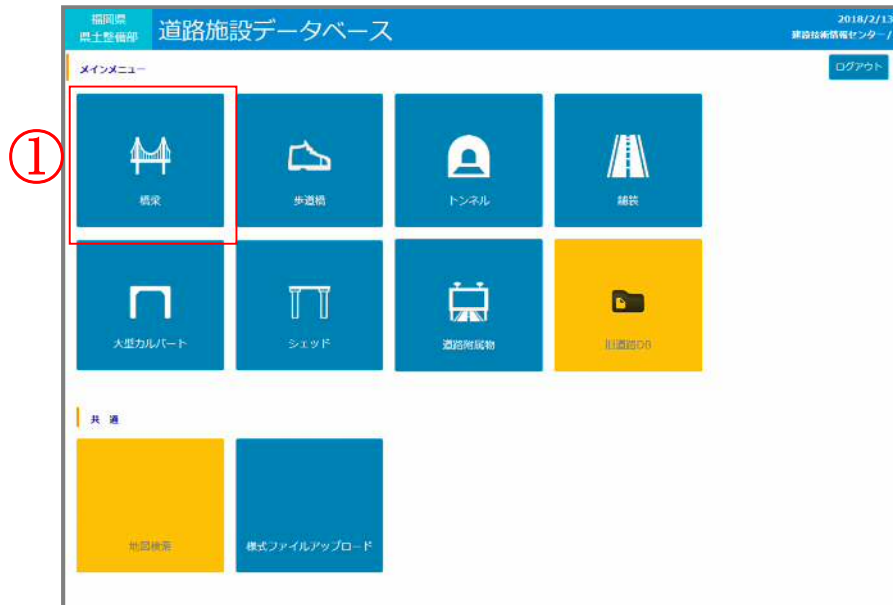 福岡県
県土整備部
道路施設データベース
2018/2/13
建設技術情報センター/
メインメニュー
ログアウト
①
橋梁
歩道橋
トンネル
舗装
大型カルバート
シェッド
道路附属物
旧道路DB
共 通
地図検索
様式ファイルアップロード